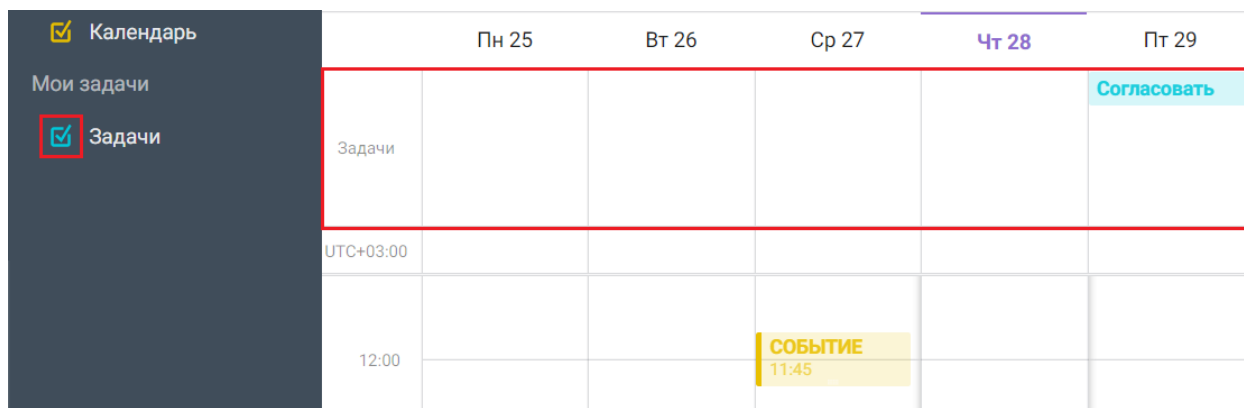 Календарь
Мои задачи
Задачи
Пн 25 Вт 26 Ср 27 Чт 28 Пт 29
Согласовать
Задачи
UTC+03:00
12:00
СОБЫТИЕ
11:45